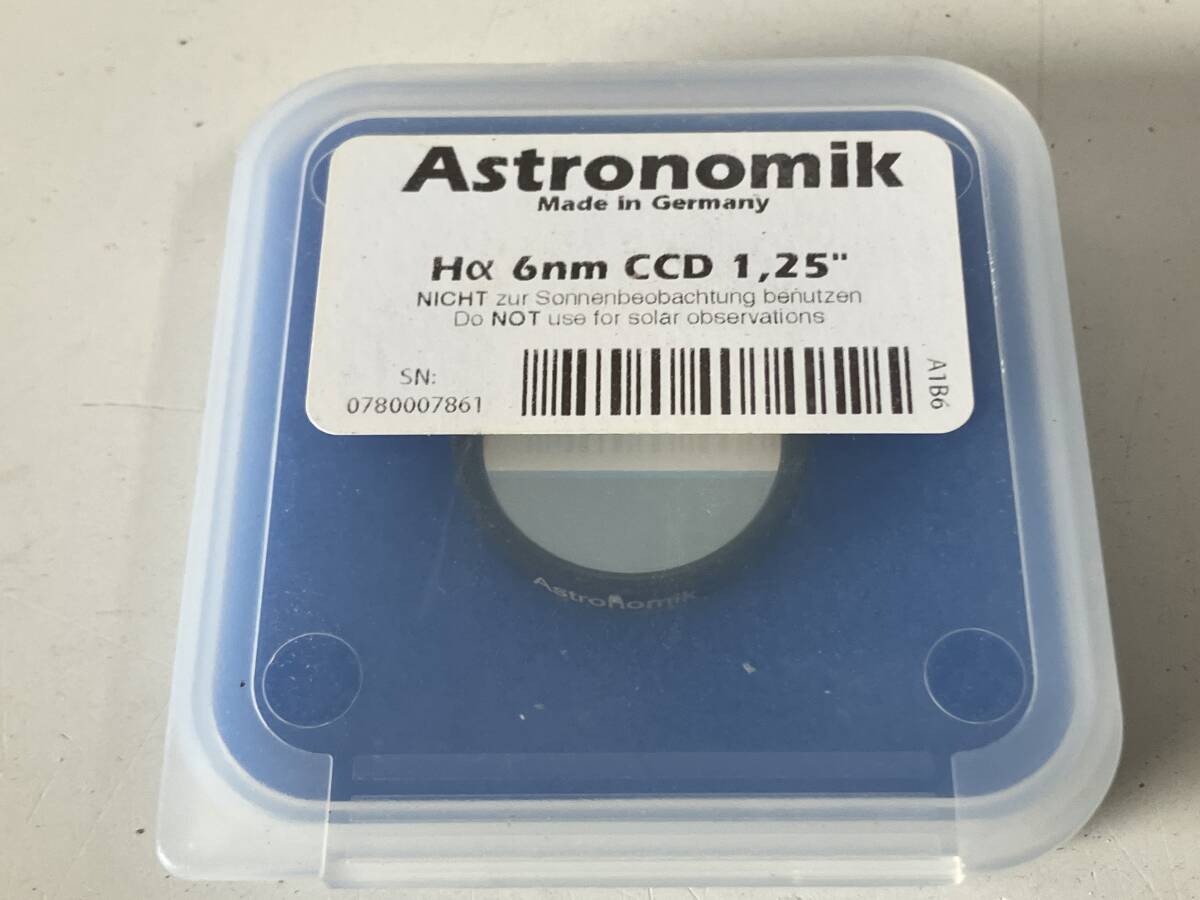 Astronomik
Made in Germany
Hα 6nm CCD 1,25"
NICHT zur Sonnenbeobachtung benutzen
Do NOT use for solar observations
SN:
0780007861
A1B6
Astronomik